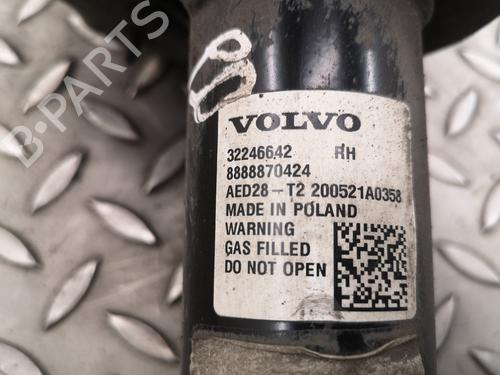 B-PARTS
VOLVO
32246642 RH
8888870424
AED28-T2 200521A0358
MADE IN POLAND
WARNING
GAS FILLED
DO NOT OPEN